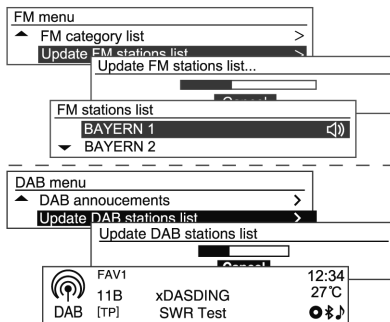 FM menu
FM category list >
Update FM stations list >
Update FM stations list...
Cancel
FM stations list
BAYERN 1
BAYERN 2
DAB menu
DAB annoucements >
Update DAB stations list >
Update DAB stations list
Cancel
FAV1 12:34
11B xDASDING 27°C
DAB [TP] SWR Test